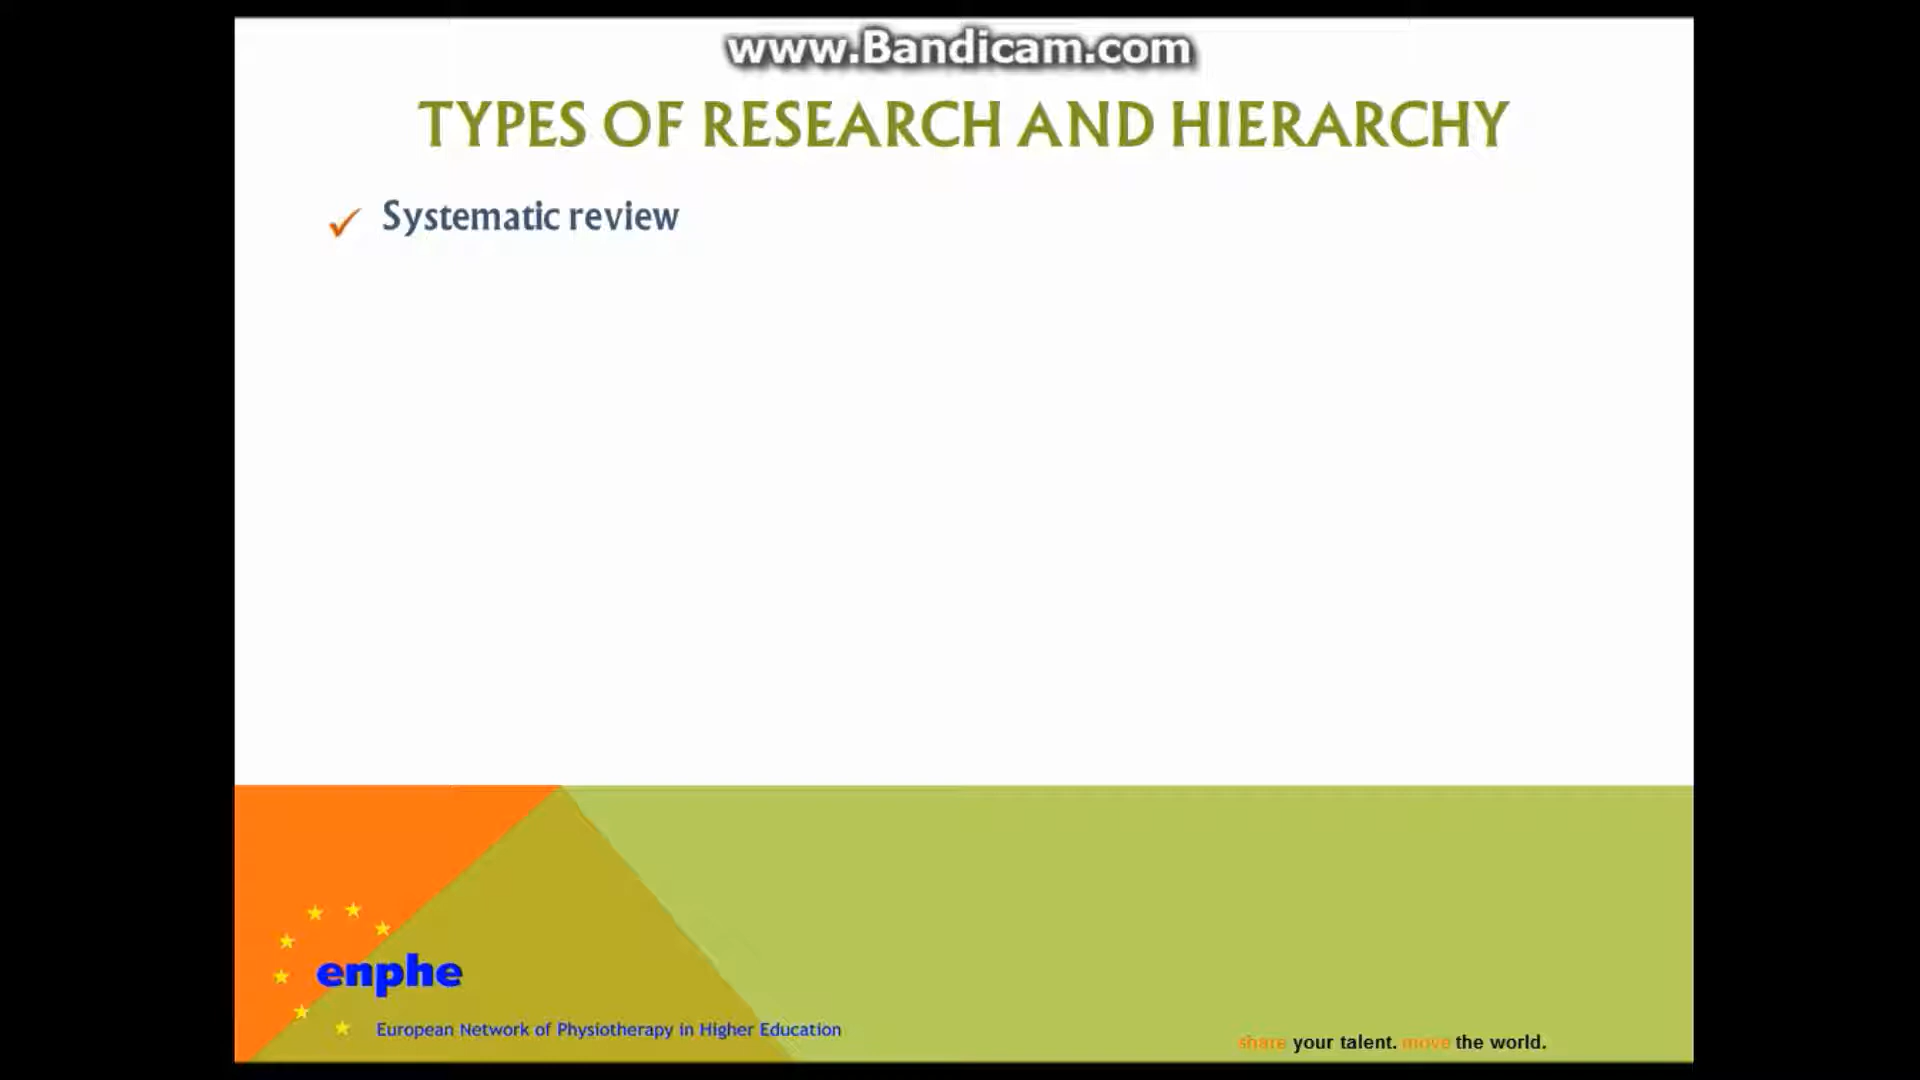 www.Bandicam.com
TYPES OF RESEARCH AND HIERARCHY
Systematic review
enphe
European Network of Physiotherapy in Higher Education
share your talent. move the world.